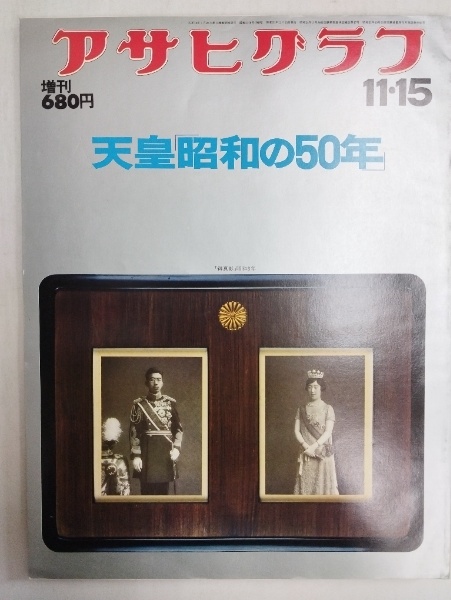 アサヒグラフ
増刊
680円
11・15
天皇「昭和の50年」